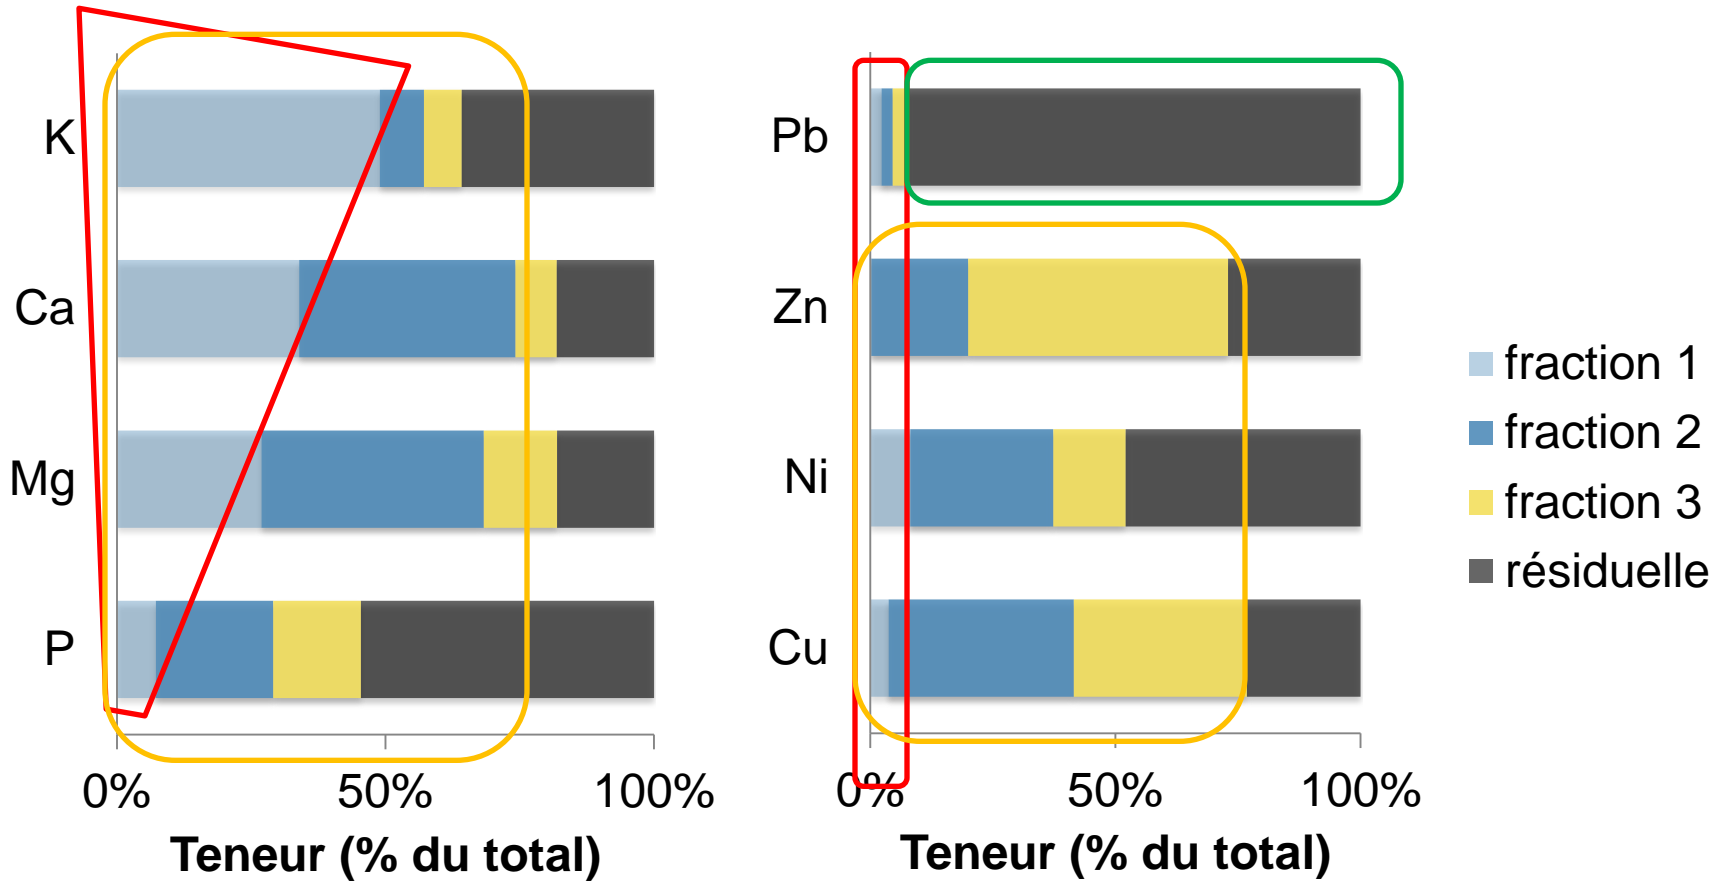 K
Ca
Mg
P
0% 50% 100%
Teneur (% du total)
Pb
Zn
Ni
Cu
0% 50% 100%
Teneur (% du total)
fraction 1
fraction 2
fraction 3
résiduelle